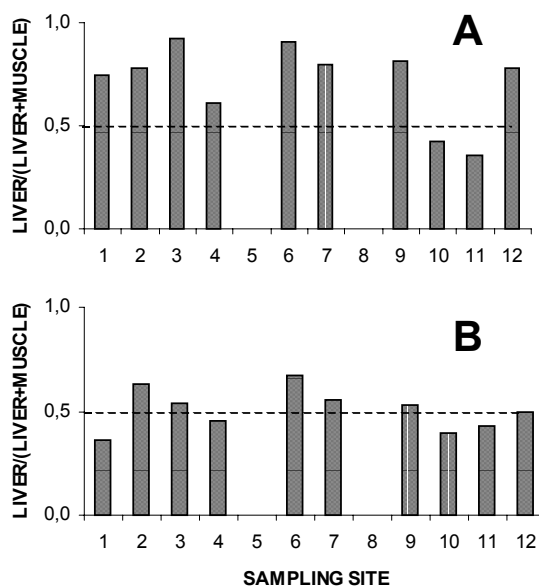 A
LIVER/(LIVER+MUSCLE)
1,0
0,5
0,0
1 2 3 4 5 6 7 8 9 10 11 12
B
LIVER/(LIVER+MUSCLE)
1,0
0,5
0,0
1 2 3 4 5 6 7 8 9 10 11 12
SAMPLING SITE